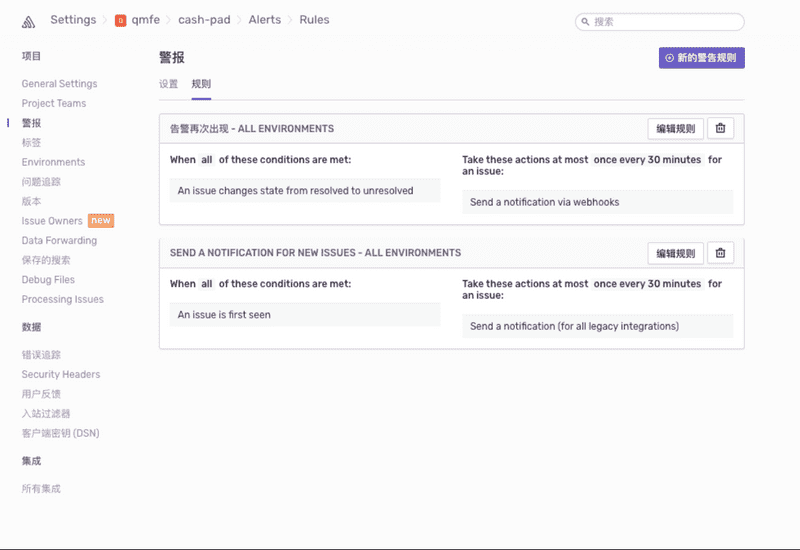 Settings qmfe cash-pad Alerts Rules
搜索
项目
General Settings
Project Teams
警报
标签
Environments
问题追踪
版本
Issue Owners new
Data Forwarding
保存的搜索
Debug Files
Processing Issues
数据
错误追踪
Security Headers
用户反馈
入站过滤器
客户端密钥 (DSN)
集成
所有集成
警报
新的警告规则
设置 规则
告警再次出现 - ALL ENVIRONMENTS
编辑规则
When all of these conditions are met:
An issue changes state from resolved to unresolved
Take these actions at most once every 30 minutes for
an issue:
Send a notification via webhooks
SEND A NOTIFICATION FOR NEW ISSUES - ALL ENVIRONMENTS
编辑规则
When all of these conditions are met:
An issue is first seen
Take these actions at most once every 30 minutes for
an issue:
Send a notification (for all legacy integrations)